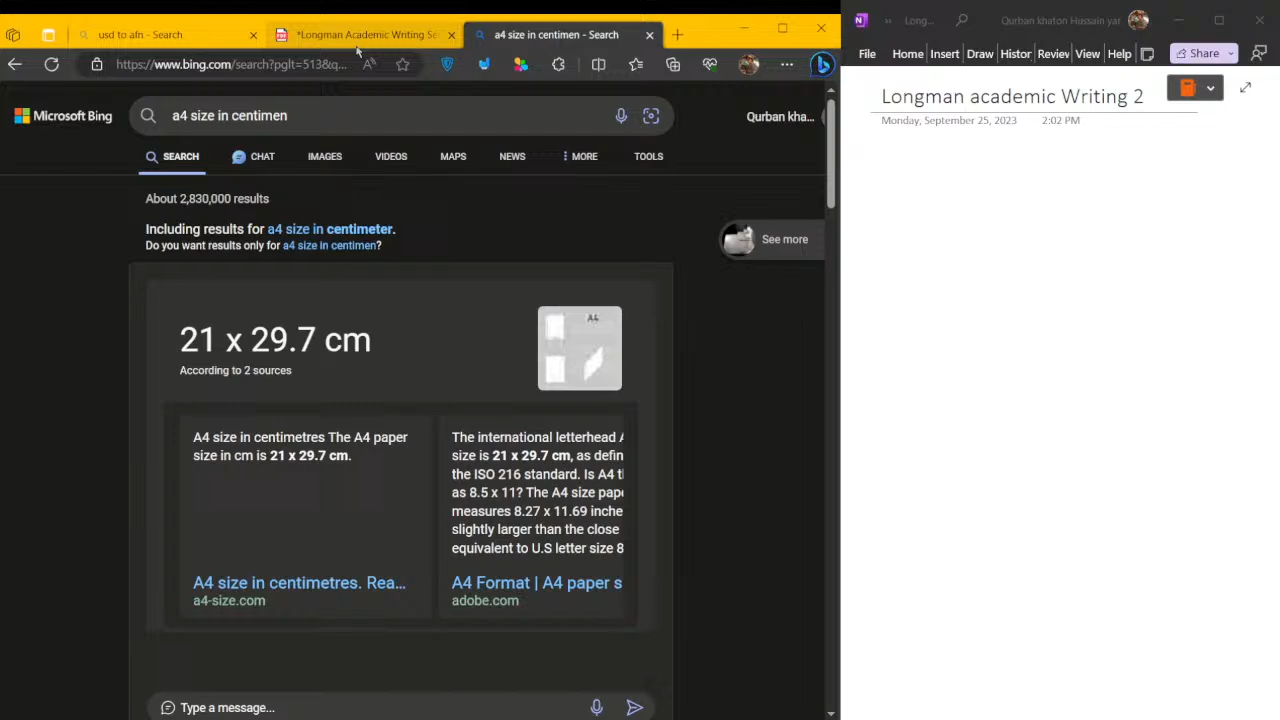 usd to afn - Search
*Longman Academic Writing Se
a4 size in centimen - Search
https://www.bing.com/search?pglt=513&q...
Microsoft Bing
a4 size in centimen
Qurban kha...
SEARCH
CHAT
IMAGES
VIDEOS
MAPS
NEWS
MORE
TOOLS
About 2,830,000 results
Including results for a4 size in centimeter.
Do you want results only for a4 size in centimen?
See more
21 x 29.7 cm
According to 2 sources
A4
A4 size in centimetres The A4 paper
size in cm is 21 x 29.7 cm.
A4 size in centimetres. Rea...
a4-size.com
The international letterhead A
size is 21 x 29.7 cm, as defin
the ISO 216 standard. Is A4 t
as 8.5 x 11? The A4 size pape
measures 8.27 x 11.69 inche
slightly larger than the close
equivalent to U.S letter size 8
A4 Format | A4 paper s
adobe.com
Type a message...
Long...
Qurban khaton Hussain yar
File
Home
Insert
Draw
Histor
Review
View
Help
Share
Longman academic Writing 2
Monday, September 25, 2023
2:02 PM